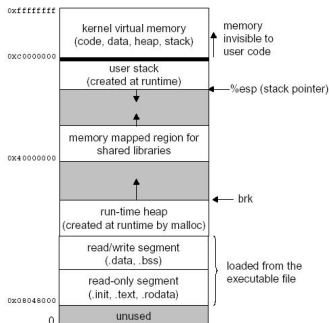 0xffffffff
kernel virtual memory
(code, data, heap, stack)
memory
invisible to
user code
0xc0000000
user stack
(created at runtime)
%esp (stack pointer)
memory mapped region for
shared libraries
0x40000000
brk
run-time heap
(created at runtime by malloc)
read/write segment
(.data, .bss)
loaded from the
executable file
read-only segment
(.init, .text, .rodata)
0x08048000
unused
0